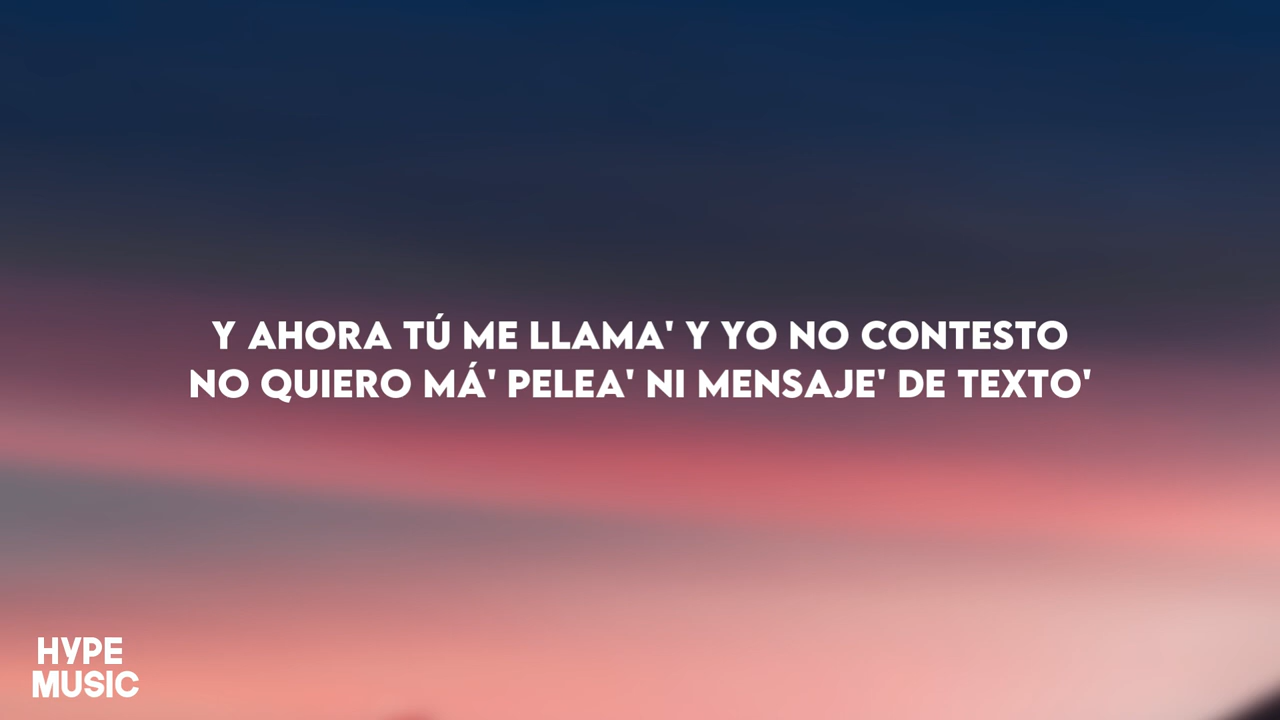 Y AHORA TÚ ME LLAMA' Y YO NO CONTESTO
NO QUIERO MÁ' PELEA' NI MENSAJE' DE TEXTO'
HYPE
MUSIC